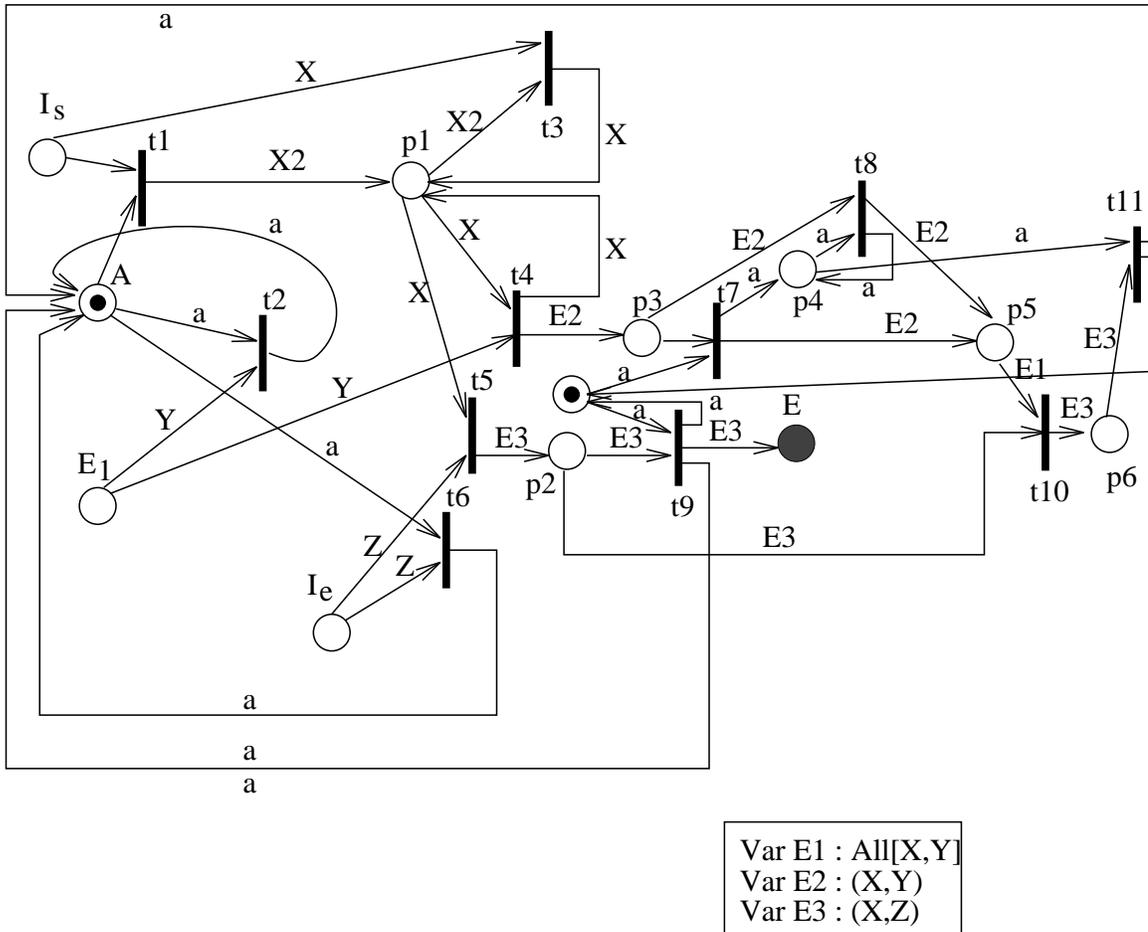 a
X
I s
t1
X2
X2
p1
t3
X
t8
t11
a
X
X
E2
a
E2
a
A
a
t2
X
t4
a
p4
a
t7
p3
E2
E2
p5
E3
Y
Y
t5
a
a
a
E
E1
E3
a
E1
E3
p2
E3
E3
t9
t10
p6
t6
Z
Z
E3
I e
a
a
a
Var E1 : All[X,Y]
Var E2 : (X,Y)
Var E3 : (X,Z)